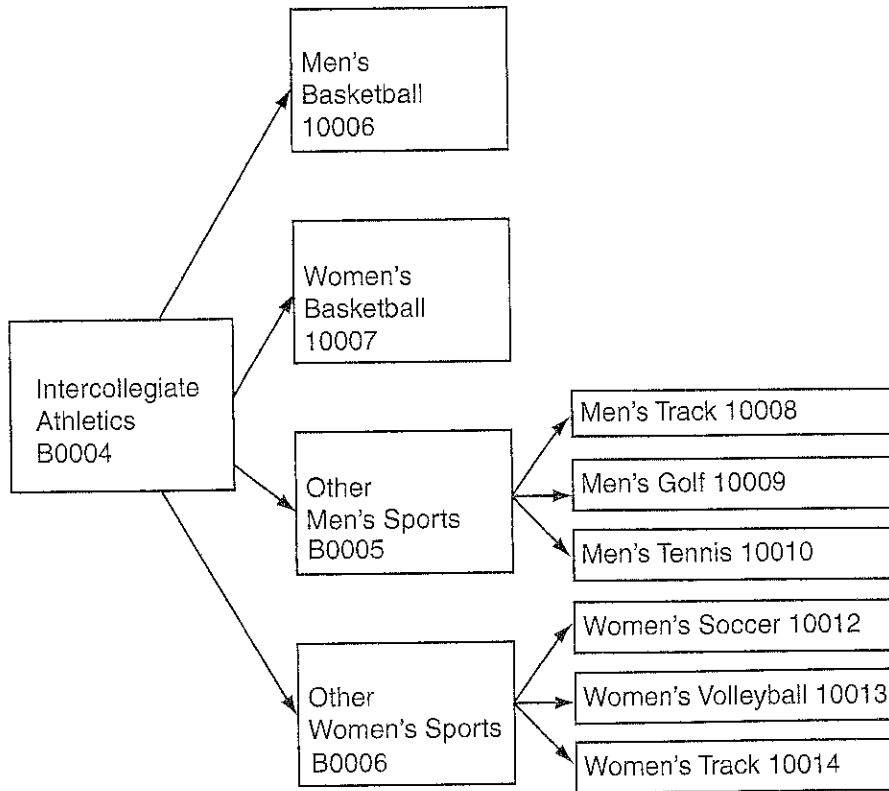 Men's
Basketball
10006
Women's
Basketball
10007
Intercollegiate
Athletics
B0004
Other
Men's Sports
B0005
Other
Women's Sports
B0006
Men's Track 10008
Men's Golf 10009
Men's Tennis 10010
Women's Soccer 10012
Women's Volleyball 10013
Women's Track 10014